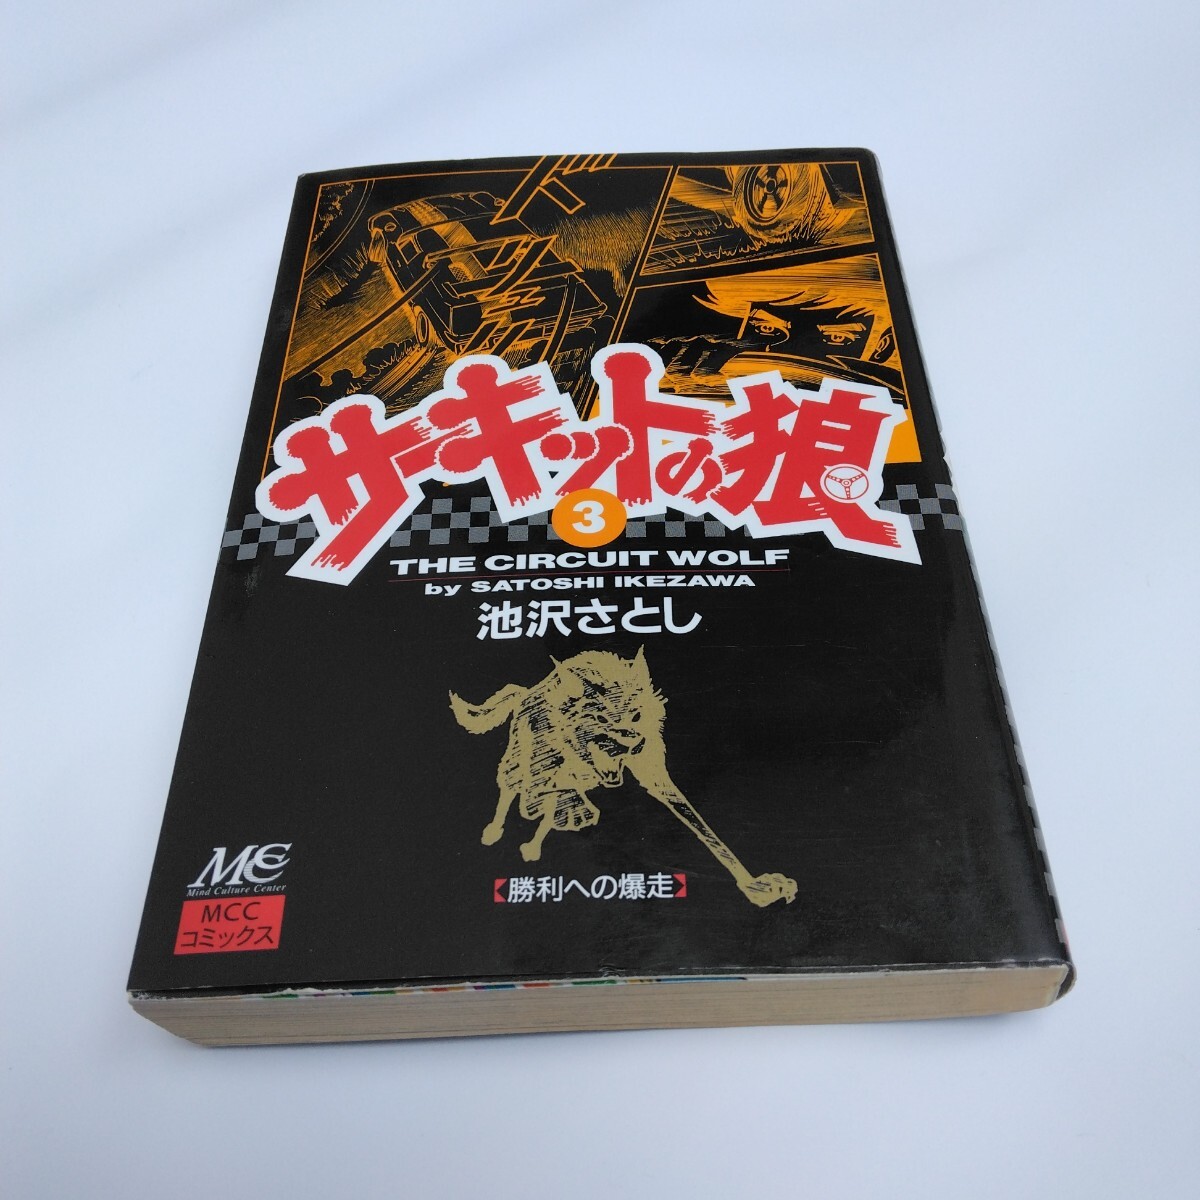 サーキットの狼
3
THE CIRCUIT WOLF
by SATOSHI IKEZAWA
池沢さとし
勝利への爆走
MCC
Mind Culture Center
MCC
コミックス